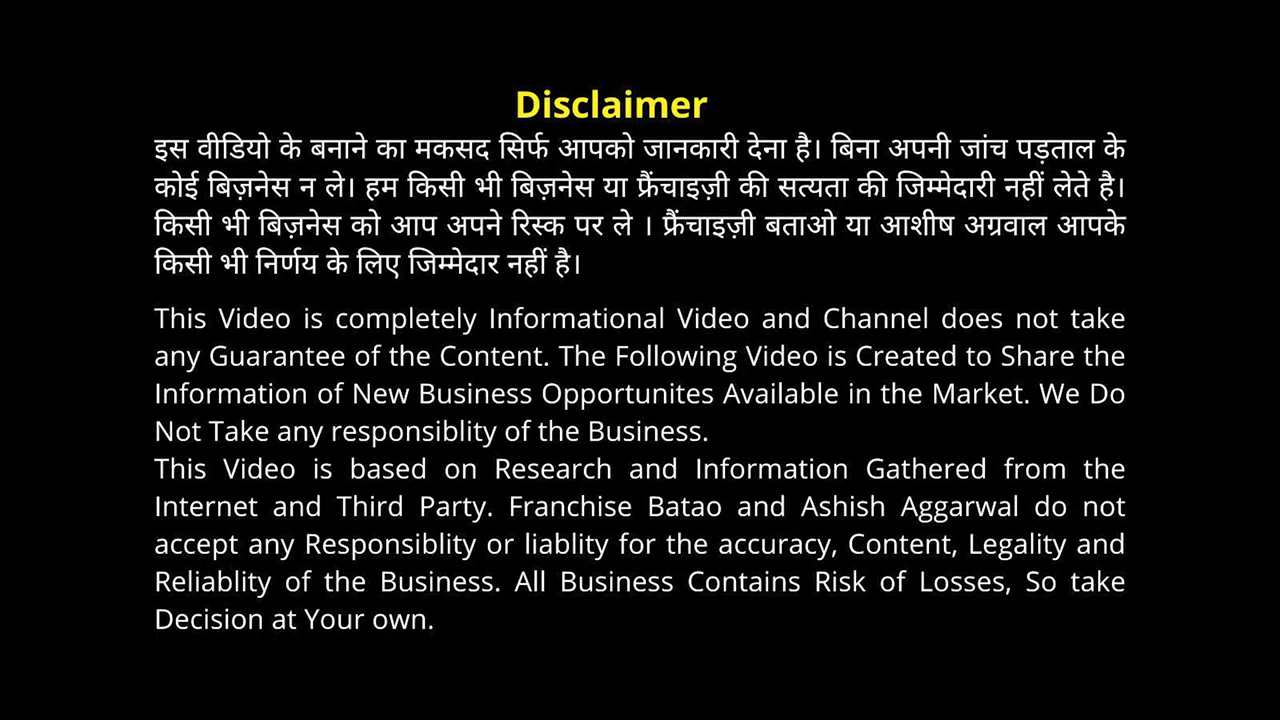 Disclaimer
इस वीडियो के बनाने का मकसद सिर्फ आपको जानकारी देना है। बिना अपनी जांच पड़ताल के
कोई बिज़नेस न ले। हम किसी भी बिज़नेस या फ्रैंचाइज़ी की सत्यता की जिम्मेदारी नहीं लेते है।
किसी भी बिज़नेस को आप अपने रिस्क पर ले । फ्रैंचाइज़ी बताओ या आशीष अग्रवाल आपके
किसी भी निर्णय के लिए जिम्मेदार नहीं है।
This Video is completely Informational Video and Channel does not take
any Guarantee of the Content. The Following Video is Created to Share the
Information of New Business Opportunites Available in the Market. We Do
Not Take any responsiblity of the Business.
This Video is based on Research and Information Gathered from the
Internet and Third Party. Franchise Batao and Ashish Aggarwal do not
accept any Responsiblity or liablity for the accuracy, Content, Legality and
Reliablity of the Business. All Business Contains Risk of Losses, So take
Decision at Your own.